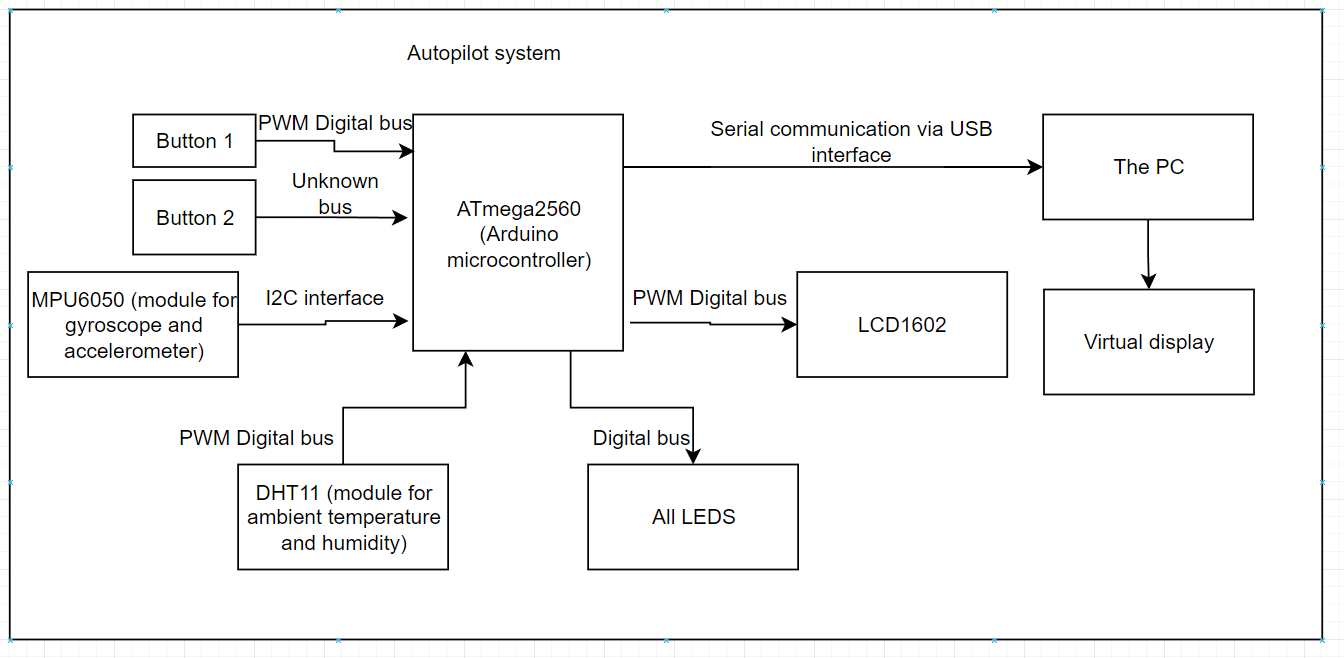 Autopilot system
Button 1
PWM Digital bus
Button 2
Unknown
bus
MPU6050 (module for
gyroscope and
accelerometer)
I2C interface
ATmega2560
(Arduino
microcontroller)
Serial communication via USB
interface
The PC
PWM Digital bus
LCD1602
Virtual display
PWM Digital bus
DHT11 (module for
ambient temperature
and humidity)
Digital bus
All LEDS